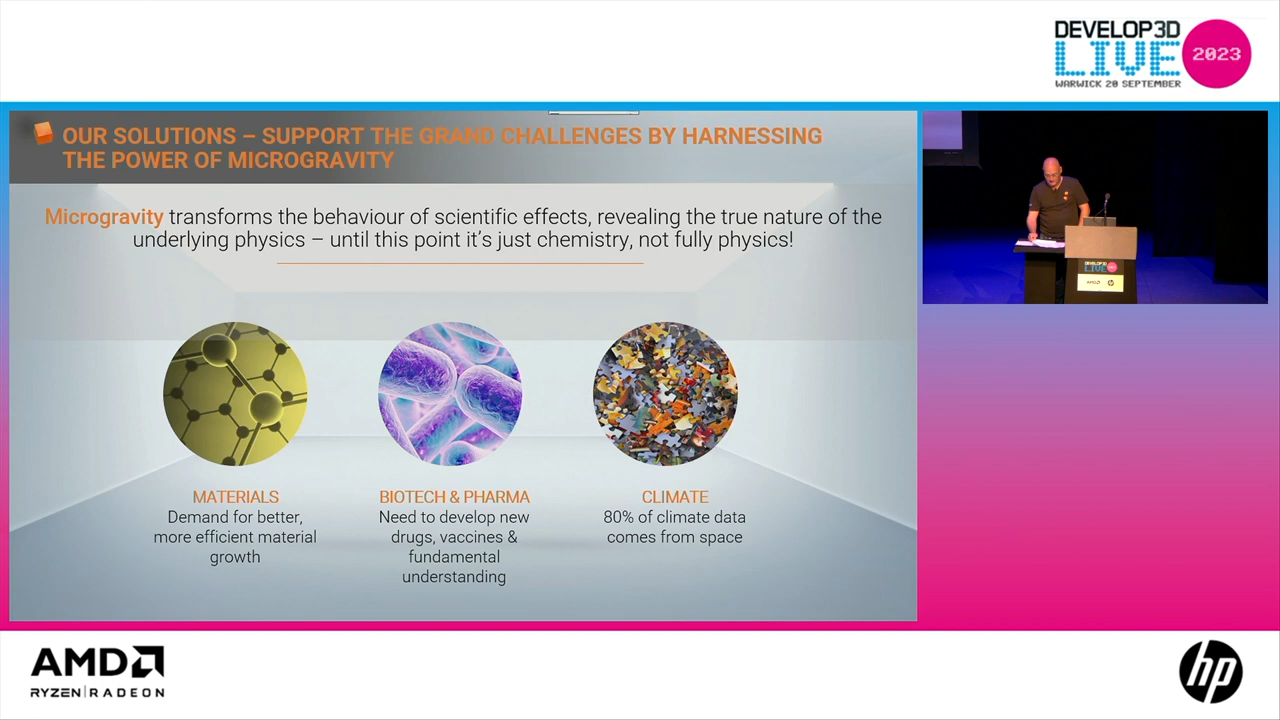 DEVELOP3D
LIVE
2023
WARWICK 20 SEPTEMBER
OUR SOLUTIONS – SUPPORT THE GRAND CHALLENGES BY HARNESSING
THE POWER OF MICROGRAVITY
Microgravity transforms the behaviour of scientific effects, revealing the true nature of the
underlying physics – until this point it's just chemistry, not fully physics!
MATERIALS
Demand for better,
more efficient material
growth
BIOTECH & PHARMA
Need to develop new
drugs, vaccines &
fundamental
understanding
CLIMATE
80% of climate data
comes from space
DEVELOP3D
LIVE
AMD
RYZEN | RADEON
hp